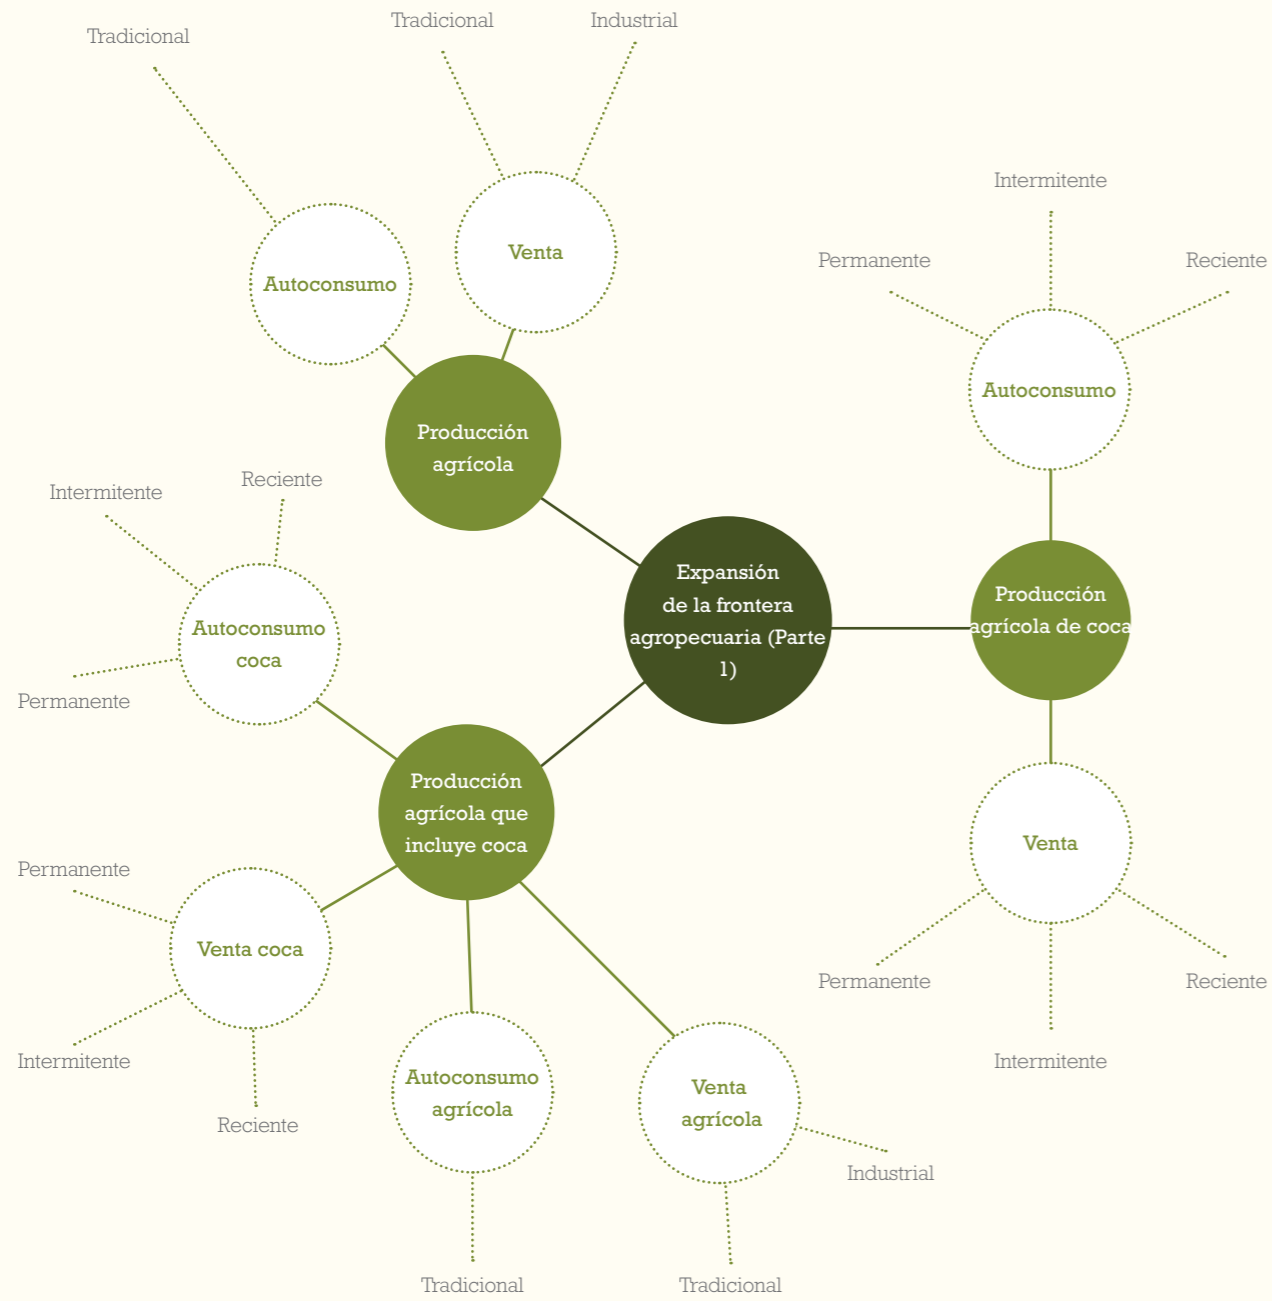 Tradicional
Tradicional
Industrial
Autoconsumo
Venta
Producción
agrícola
Intermitente
Permanente
Reciente
Autoconsumo
Expansión
de la frontera
agropecuaria (Parte
1)
Producción
agrícola de coca
Venta
Permanente
Reciente
Intermitente
Intermitente
Reciente
Autoconsumo
coca
Permanente
Producción
agrícola que
incluye coca
Permanente
Venta coca
Intermitente
Reciente
Autoconsumo
agrícola
Tradicional
Venta
agrícola
Industrial
Tradicional